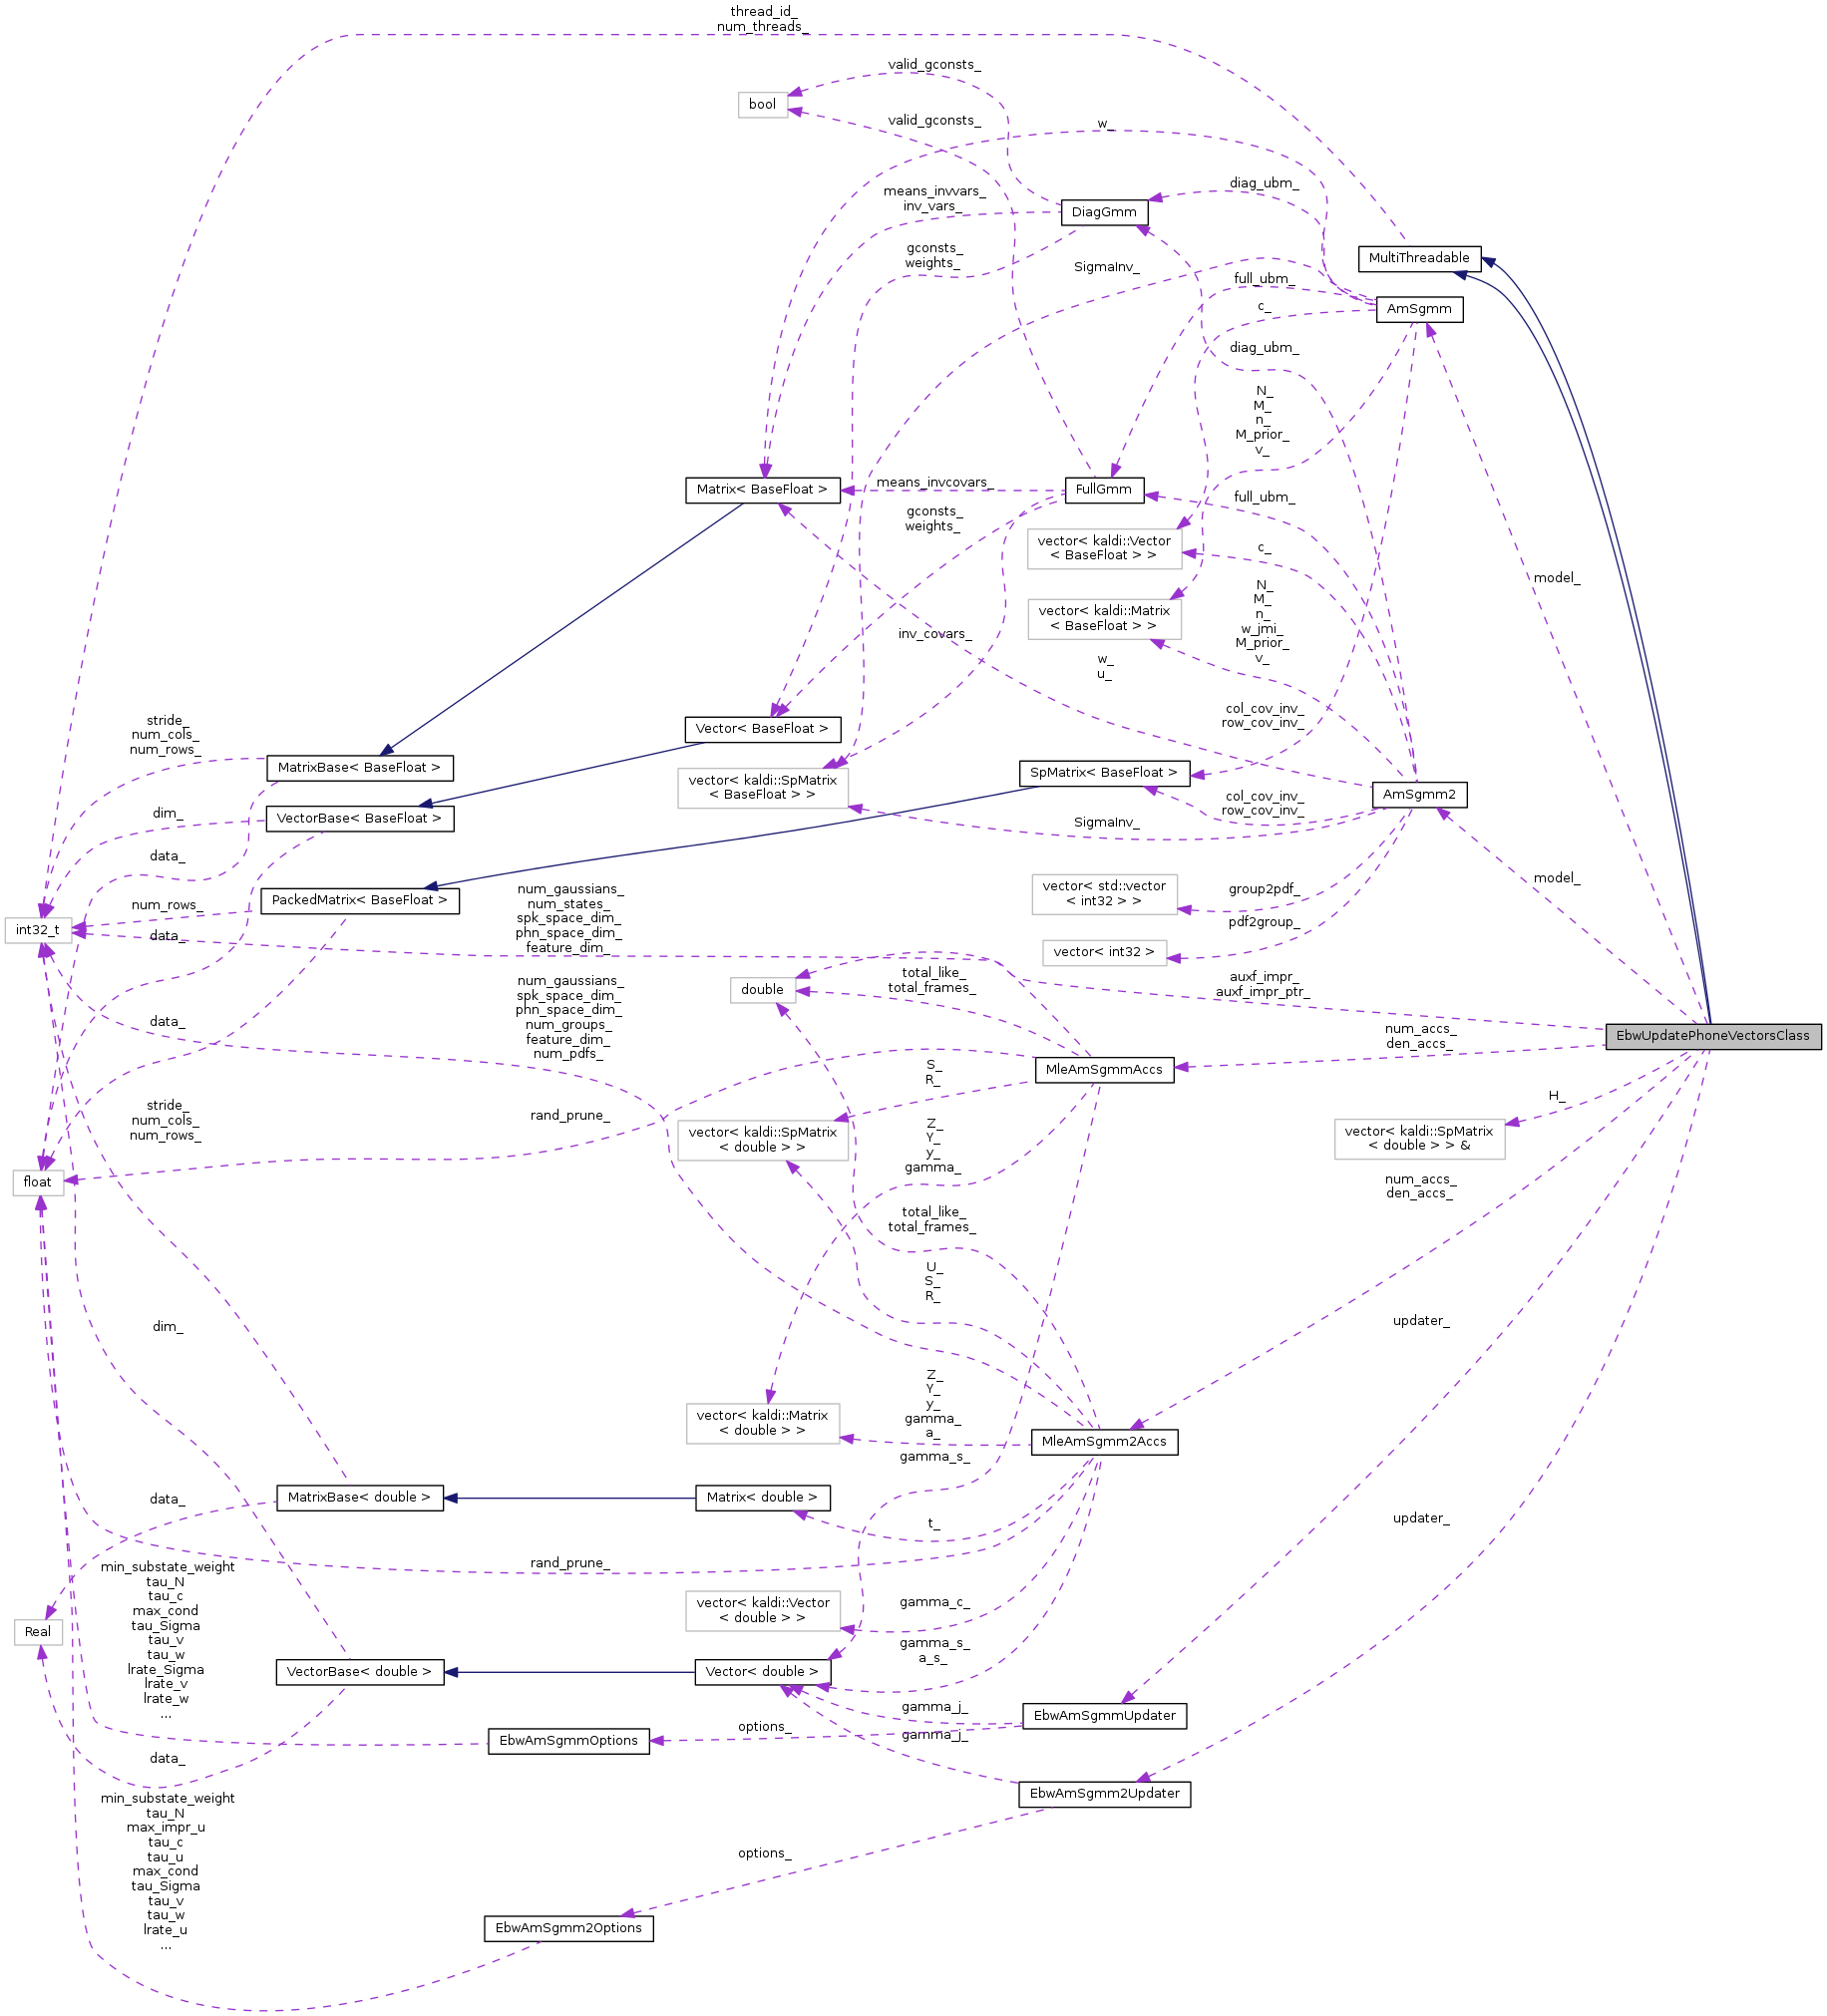 thread_id_
num_threads_
valid_gconsts_
bool
valid_gconsts_
w_
means_invvars_
inv_vars_
diag_ubm_
DiagGmm
gconsts_
weights_
MultiThreadable
SigmaInv_
full_ubm_
c_
AmSgmm
diag_ubm_
N_
M_
n_
M_prior_
v_
Matrix< BaseFloat >
means_invcovars_
FullGmm
full_ubm_
gconsts_
weights_
vector< kaldi::Vector
< BaseFloat > >
c_
model_
vector< kaldi::Matrix
< BaseFloat > >
N_
M_
n_
w_jmi_
M_prior_
v_
inv_covars_
w_
u_
col_cov_inv_
row_cov_inv_
stride_
num_cols_
num_rows_
Vector< BaseFloat >
MatrixBase< BaseFloat >
vector< kaldi::SpMatrix
< BaseFloat > >
SpMatrix< BaseFloat >
AmSgmm2
col_cov_inv_
row_cov_inv_
dim_
VectorBase< BaseFloat >
SigmaInv_
data_
num_rows_
PackedMatrix< BaseFloat >
num_gaussians_
num_states_
spk_space_dim_
phn_space_dim_
feature_dim_
vector< std::vector
< int32 > >
group2pdf_
model_
pdf2group_
vector< int32 >
int32_t
data_
double
total_like_
total_frames_
auxf_impr_
auxf_impr_ptr_
EbwUpdatePhoneVectorsClass
num_accs_
den_accs_
data_
num_gaussians_
spk_space_dim_
phn_space_dim_
num_groups_
feature_dim_
num_pdfs_
MleAmSgmmAccs
S_
R_
stride_
num_cols_
num_rows_
rand_prune_
H_
vector< kaldi::SpMatrix
< double > >
vector< kaldi::SpMatrix
< double > > &
Z_
Y_
y_
gamma_
float
num_accs_
den_accs_
total_like_
total_frames_
U_
S_
R_
dim_
updater_
Z_
Y_
y_
gamma_
a_
vector< kaldi::Matrix
< double > >
MleAmSgmm2Accs
gamma_s_
data_
MatrixBase< double >
Matrix< double >
t_
updater_
rand_prune_
min_substate_weight
tau_N
tau_c
max_cond
tau_Sigma
tau_v
tau_w
lrate_Sigma
lrate_v
lrate_w
...
vector< kaldi::Vector
< double > >
gamma_c_
Real
gamma_s_
a_s_
VectorBase< double >
Vector< double >
gamma_j_
EbwAmSgmmUpdater
options_
EbwAmSgmmOptions
gamma_j_
data_
EbwAmSgmm2Updater
min_substate_weight
tau_N
max_impr_u
tau_c
tau_u
max_cond
tau_Sigma
tau_v
tau_w
lrate_u
...
options_
EbwAmSgmm2Options